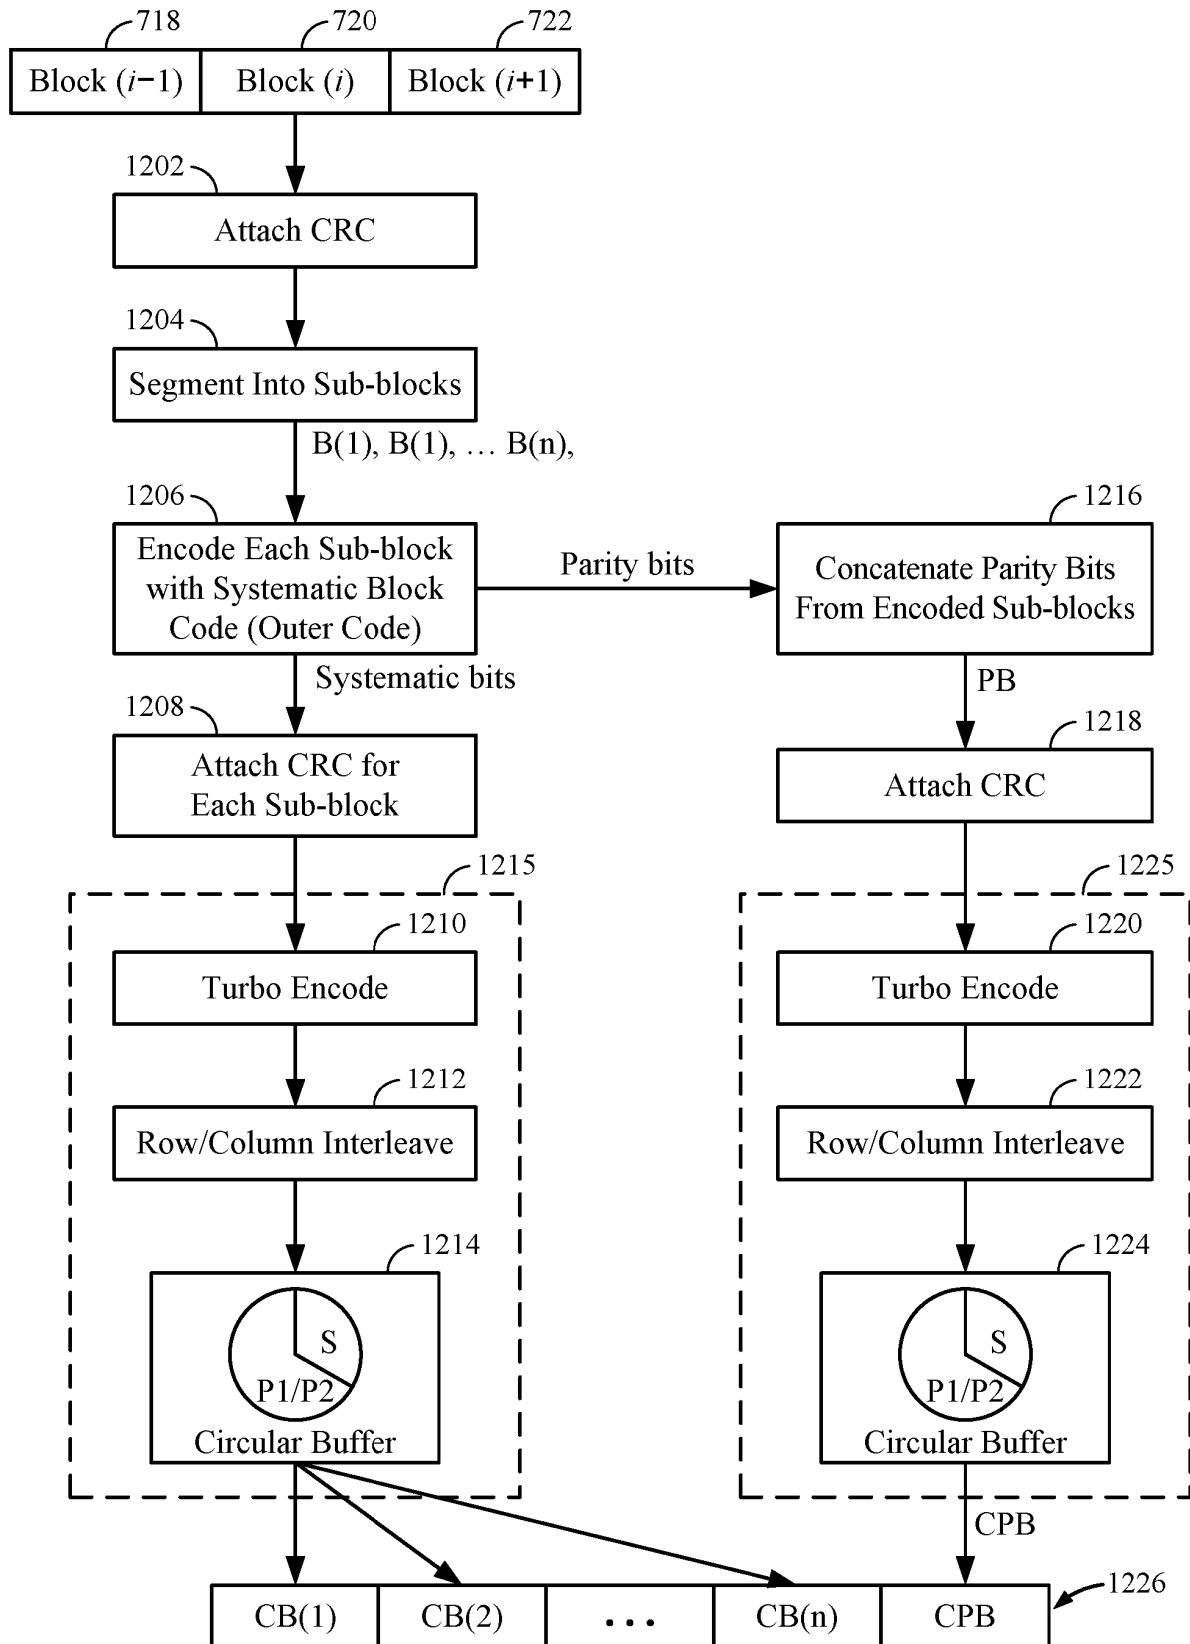 718
720
722
Block (i−1)
Block (i)
Block (i+1)
1202
Attach CRC
1204
Segment Into Sub-blocks
B(1), B(1), … B(n),
1206
Encode Each Sub-block
with Systematic Block
Code (Outer Code)
Parity bits
1216
Concatenate Parity Bits
From Encoded Sub-blocks
Systematic bits
PB
1208
Attach CRC for
Each Sub-block
1218
Attach CRC
1215
1225
1210
Turbo Encode
1220
Turbo Encode
1212
Row/Column Interleave
1222
Row/Column Interleave
1214
S
P1/P2
Circular Buffer
1224
S
P1/P2
Circular Buffer
CPB
1226
CB(1)
CB(2)
...
CB(n)
CPB